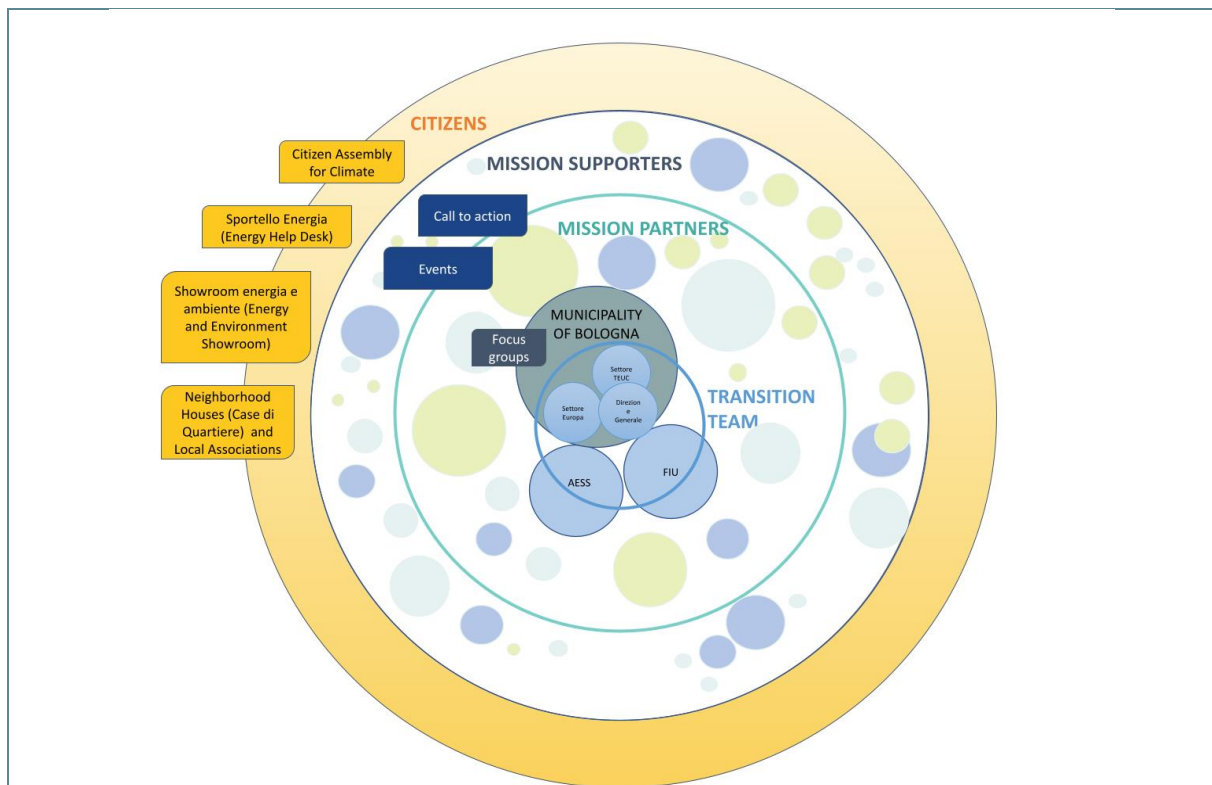 CITIZENS
Citizen Assembly
for Climate
MISSION SUPPORTERS
Sportello Energia
(Energy Help Desk)
Call to action
MISSION PARTNERS
Events
Showroom energia e
ambiente (Energy
and Environment
Showroom)
MUNICIPALITY
OF BOLOGNA
Focus
groups
Settore
TEUC
Settore
Europa
Direzion
e
Generale
TRANSITION
TEAM
Neighborhood
Houses (Case di
Quartiere) and
Local Associations
AESS
FIU